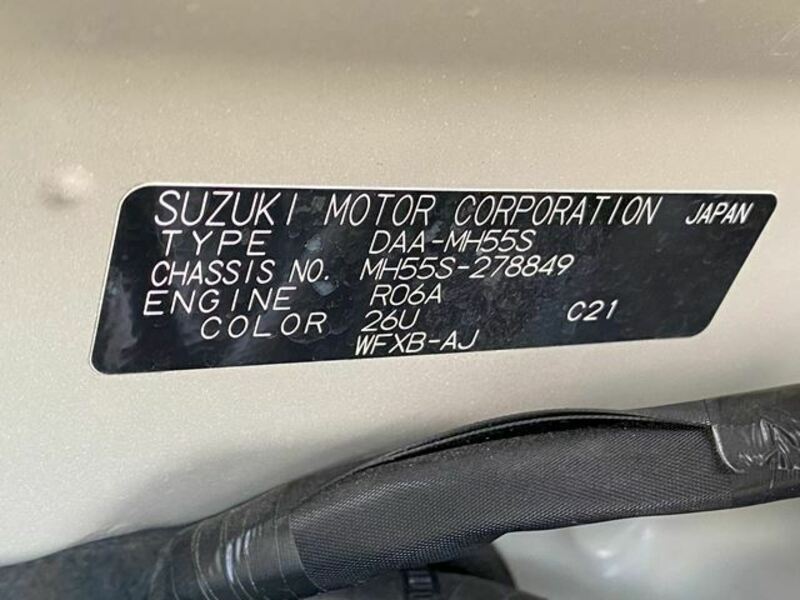 SUZUKI MOTOR CORPORATION JAPAN
TYPE DAA-MH55S
CHASSIS NO. MH55S-278849
ENGINE R06A
COLOR 26U C21
WFXB-AJ